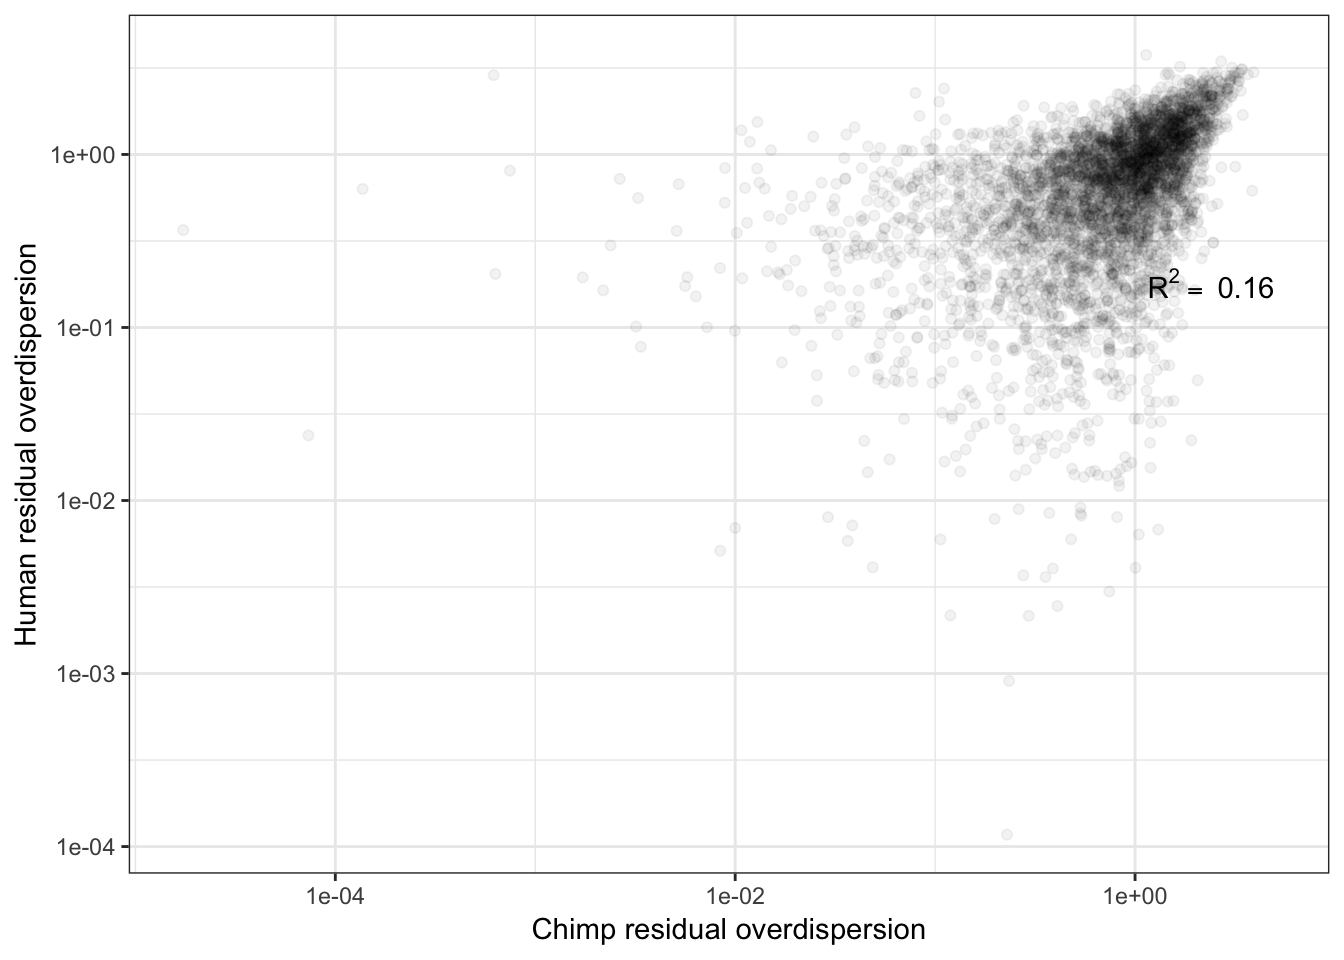 Human residual overdispersion
1e+00
1e-01
1e-02
1e-03
1e-04
R² = 0.16
1e-04
1e-02
1e+00
Chimp residual overdispersion